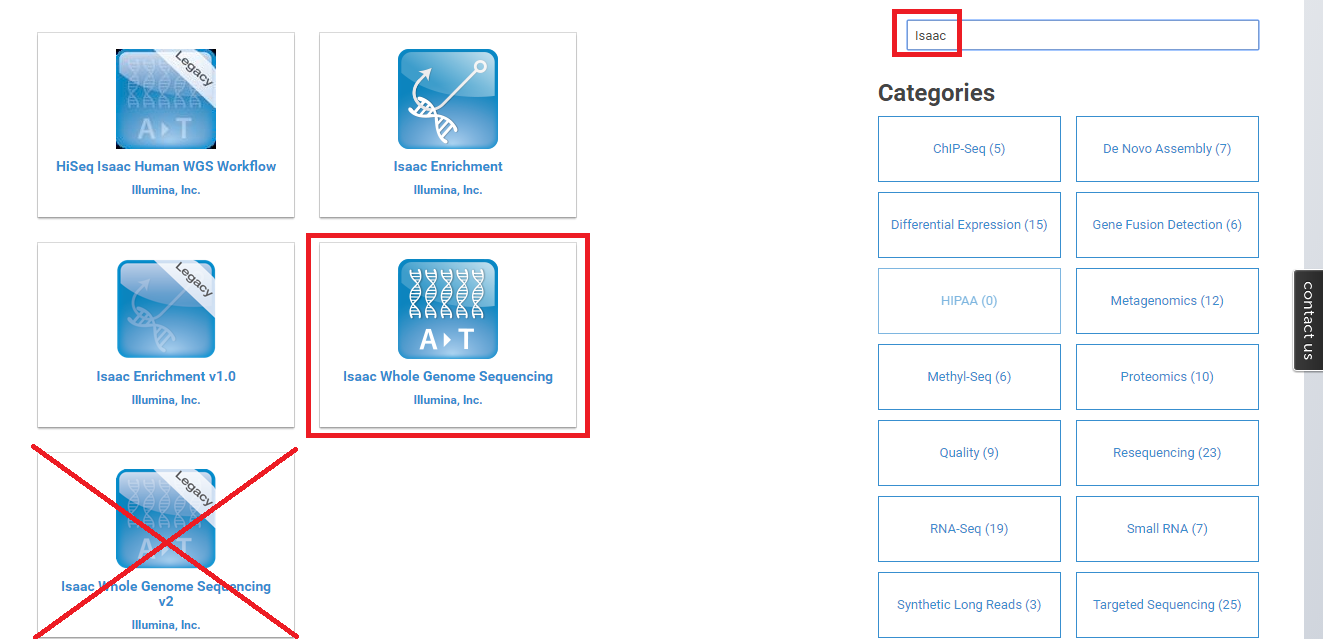 Legacy
A T
HiSeq Isaac Human WGS Workflow
Illumina, Inc.
Isaac Enrichment
Illumina, Inc.
Legacy
Isaac Enrichment v1.0
Illumina, Inc.
A T
Isaac Whole Genome Sequencing
Illumina, Inc.
Legacy
A T
Isaac Whole Genome Sequencing
v2
Illumina, Inc.
Isaac
Categories
ChIP-Seq (5)
De Novo Assembly (7)
Differential Expression (15)
Gene Fusion Detection (6)
HIPAA (0)
Metagenomics (12)
Methyl-Seq (6)
Proteomics (10)
Quality (9)
Resequencing (23)
RNA-Seq (19)
Small RNA (7)
Synthetic Long Reads (3)
Targeted Sequencing (25)
contact us